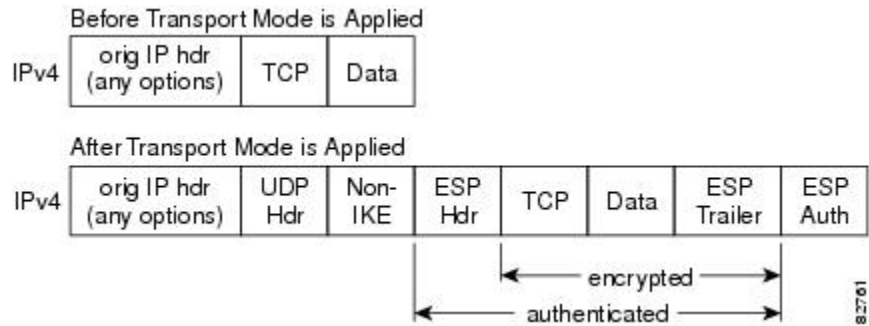 Before Transport Mode is Applied
IPv4
orig IP hdr
(any options)
TCP
Data
After Transport Mode is Applied
IPv4
orig IP hdr
(any options)
UDP
Hdr
Non-
IKE
ESP
Hdr
TCP
Data
ESP
Trailer
ESP
Auth
encrypted
authenticated
82761